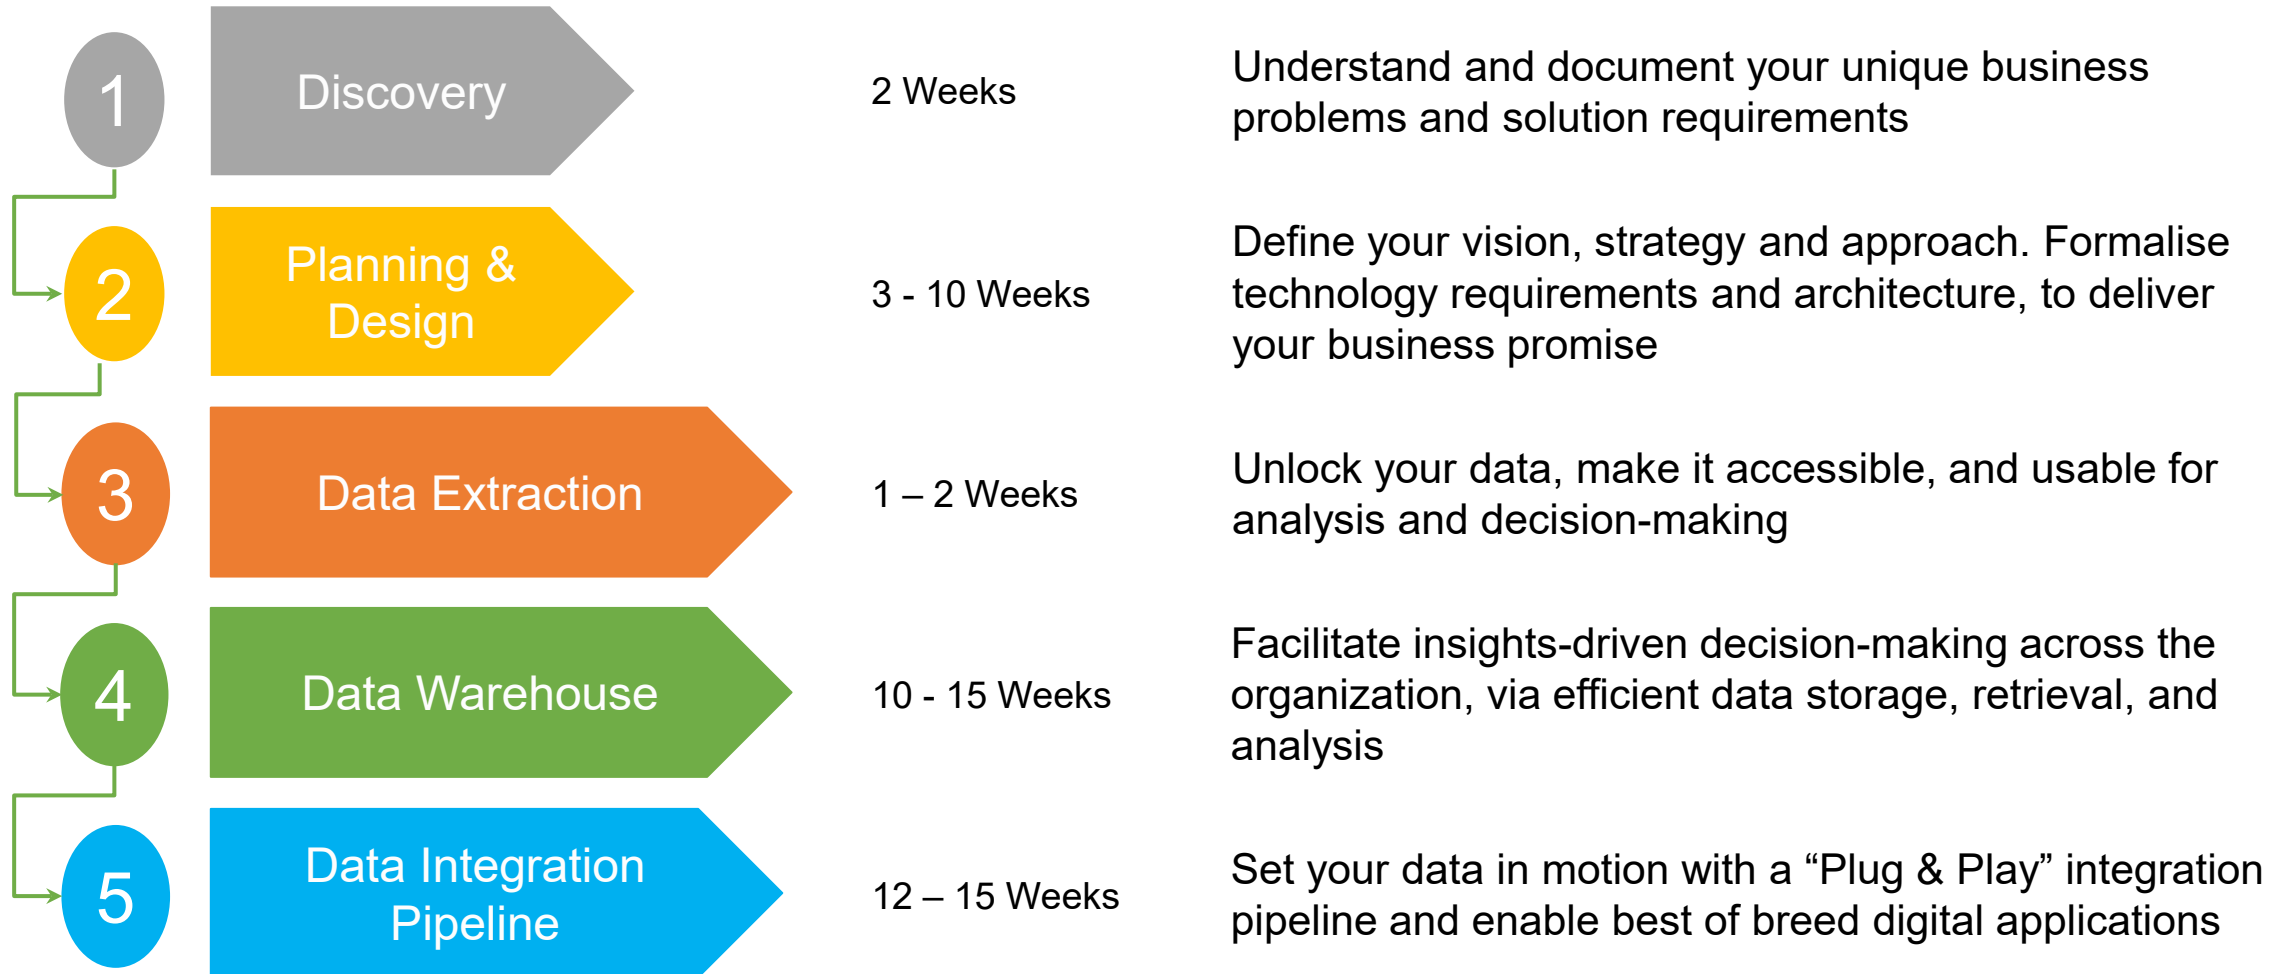 1
Discovery
2 Weeks
Understand and document your unique business
problems and solution requirements
2
Planning &
Design
3 - 10 Weeks
Define your vision, strategy and approach. Formalise
technology requirements and architecture, to deliver
your business promise
3
Data Extraction
1 – 2 Weeks
Unlock your data, make it accessible, and usable for
analysis and decision-making
4
Data Warehouse
10 - 15 Weeks
Facilitate insights-driven decision-making across the
organization, via efficient data storage, retrieval, and
analysis
5
Data Integration
Pipeline
12 – 15 Weeks
Set your data in motion with a “Plug & Play” integration
pipeline and enable best of breed digital applications